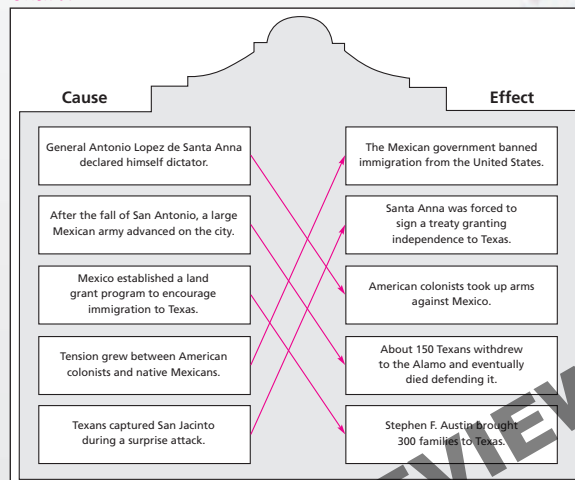 Cause
Effect
General Antonio Lopez de Santa Anna
declared himself dictator.
The Mexican government banned
immigration from the United States.
After the fall of San Antonio, a large
Mexican army advanced on the city.
Santa Anna was forced to
sign a treaty granting
independence to Texas.
Mexico established a land
grant program to encourage
immigration to Texas.
American colonists took up arms
against Mexico.
Tension grew between American
colonists and native Mexicans.
About 150 Texans withdrew
to the Alamo and eventually
died defending it.
Texans captured San Jacinto
during a surprise attack.
Stephen F. Austin brought
300 families to Texas.
REVIEW